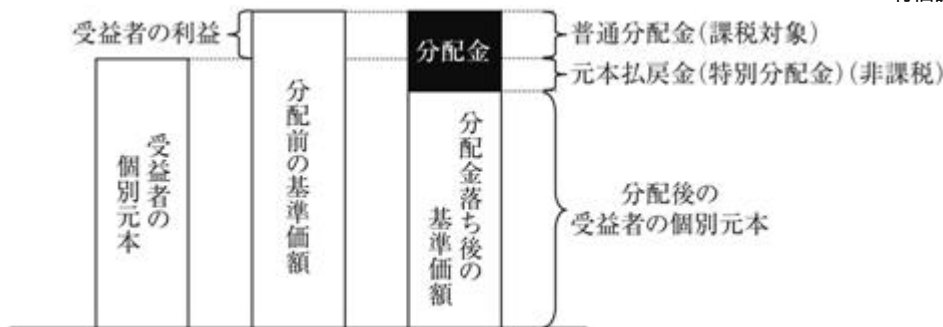 受益者の利益
受益者の
個別元本
分配前の基準価額
分配金
分配金落ち後の
基準価額
普通分配金(課税対象)
元本払戻金(特別分配金)(非課税)
分配後の
受益者の個別元本